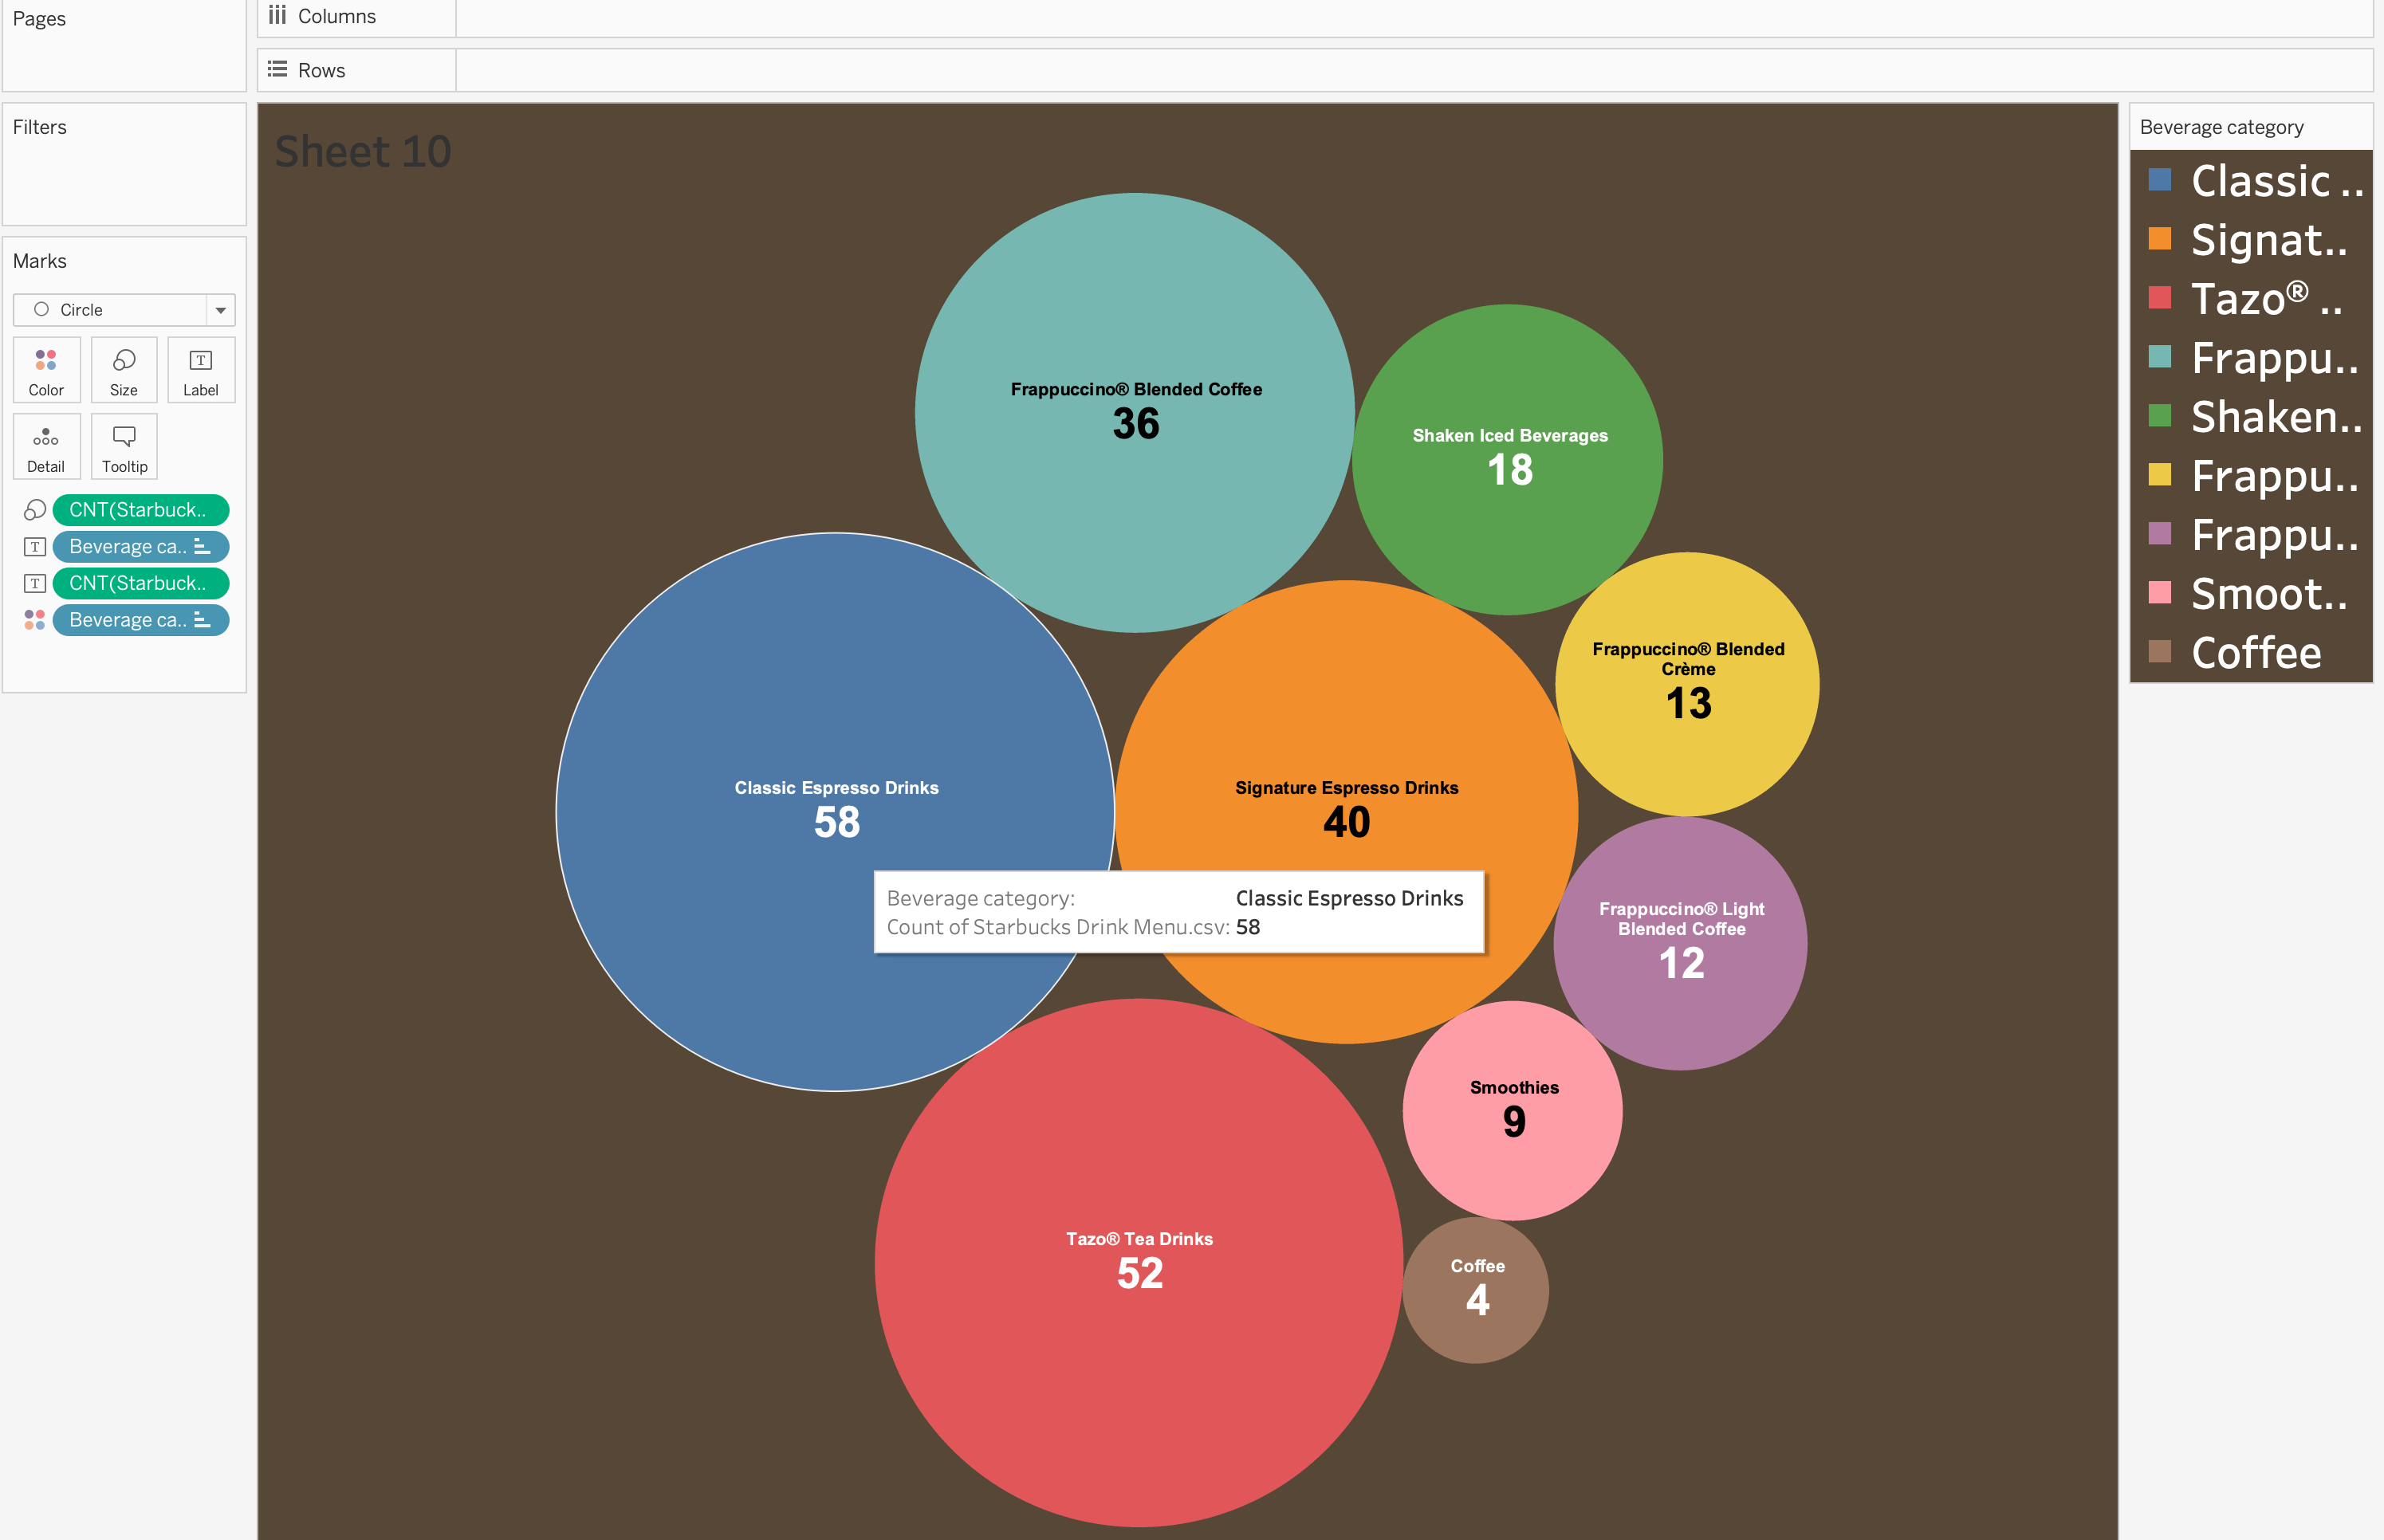 Pages
Columns
Rows
Filters
Marks
Circle
Color
Size
T
Label
Detail
Tooltip
CNT(Starbuck..
T
Beverage ca..
T
CNT(Starbuck..
Beverage ca..
Sheet 10
Frappuccino® Blended Coffee
36
Shaken Iced Beverages
18
Frappuccino® Blended
Crème
13
Classic Espresso Drinks
58
Signature Espresso Drinks
40
Beverage category: Classic Espresso Drinks
Count of Starbucks Drink Menu.csv: 58
Frappuccino® Light
Blended Coffee
12
Smoothies
9
Tazo® Tea Drinks
52
Coffee
4
Beverage category
Classic ..
Signat..
Tazo® ..
Frappu..
Shaken..
Frappu..
Frappu..
Smoot..
Coffee